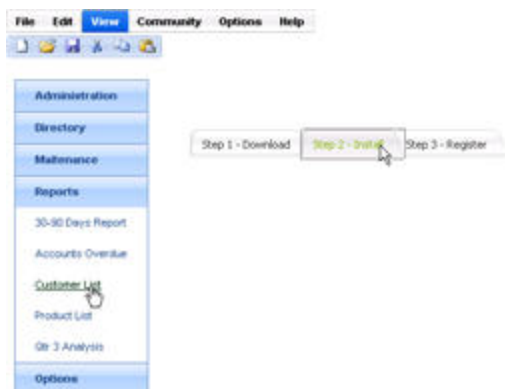 File Edit View Community Options Help
Administration
Directory
Maitenance
Reports
30-90 Days Report
Accounts Overdue
Customer List
Product List
Qtr 3 Analysis
Options
Step 1 - Download Step 2 - Install Step 3 - Register